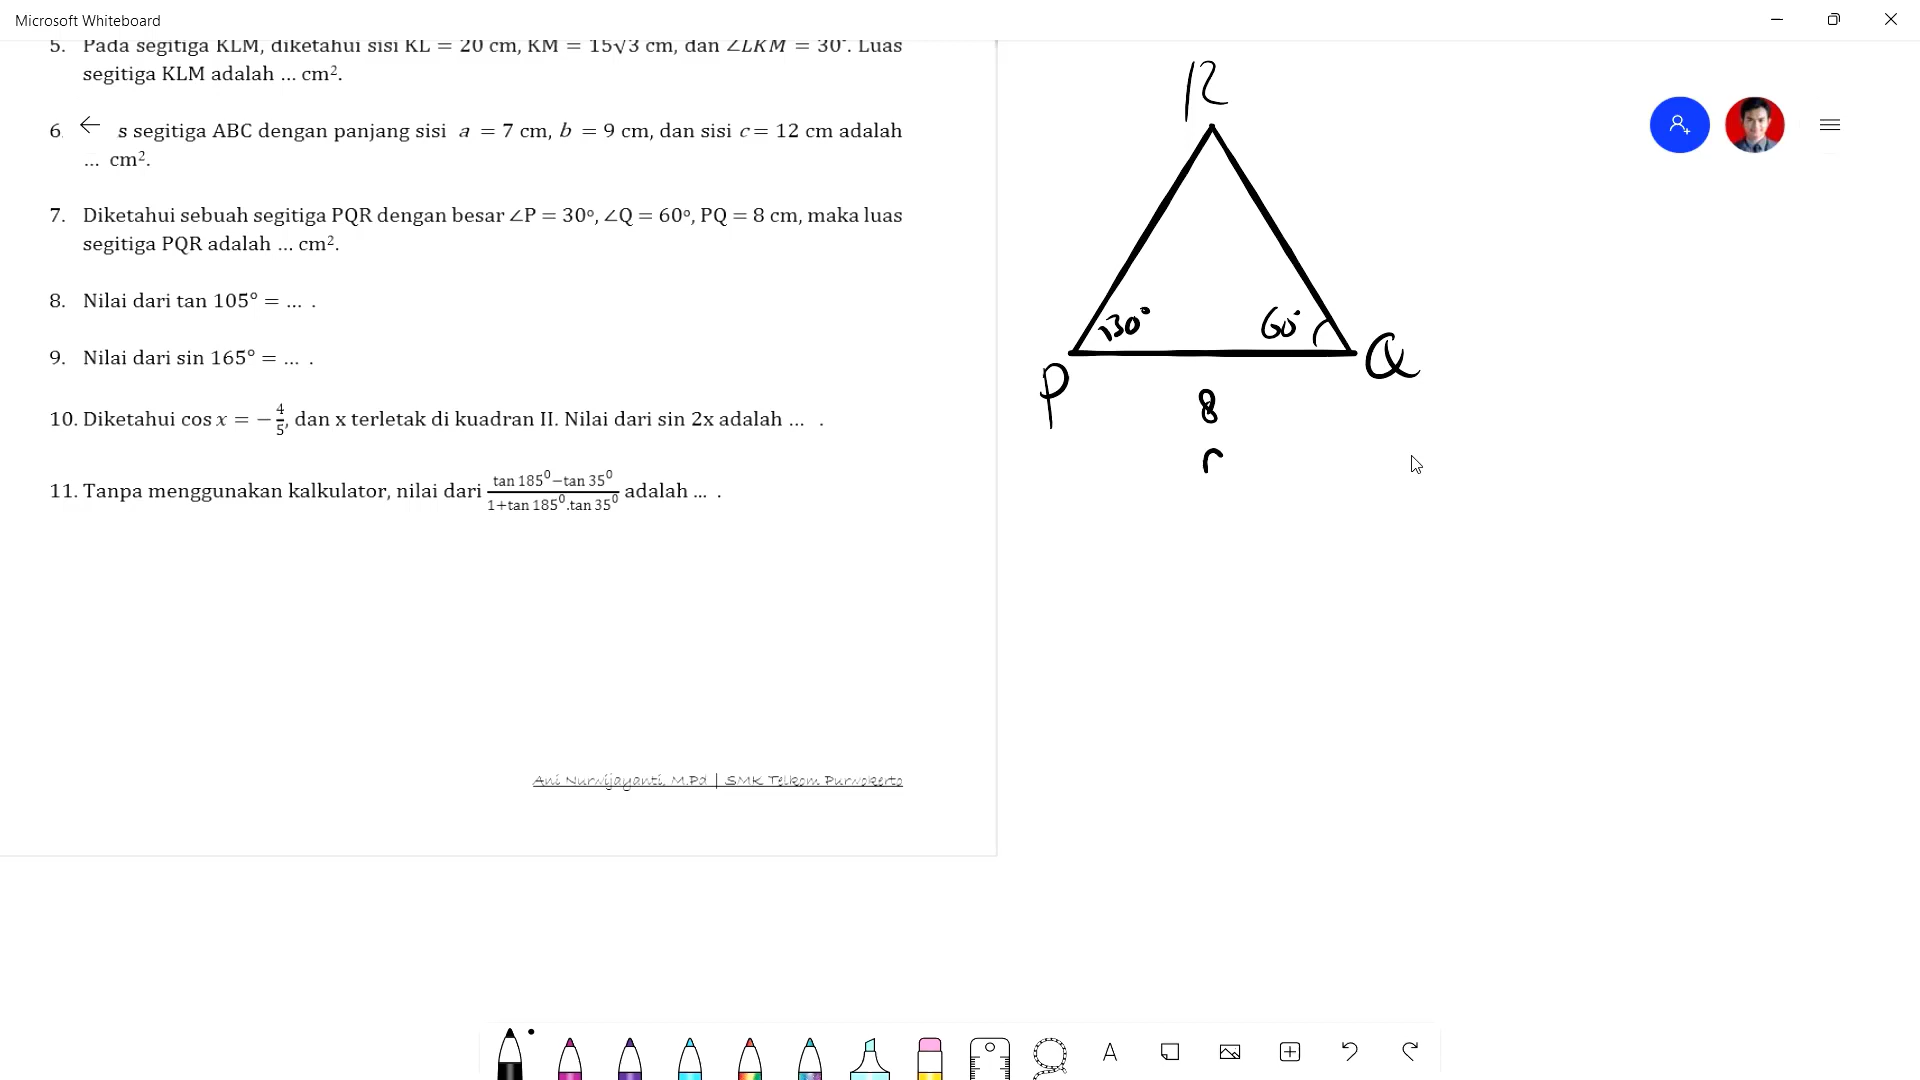 Microsoft Whiteboard
5. Pada segitiga KLM, diketahui sisi KL = 20 cm, KM = 15√3 cm, dan ∠LKM = 30°. Luas
segitiga KLM adalah ... cm².
6. s segitiga ABC dengan panjang sisi a = 7 cm, b = 9 cm, dan sisi c = 12 cm adalah
... cm².
7. Diketahui sebuah segitiga PQR dengan besar ∠P = 30°, ∠Q = 60°, PQ = 8 cm, maka luas
segitiga PQR adalah ... cm².
8. Nilai dari tan 105° = ... .
9. Nilai dari sin 165° = ... .
10. Diketahui cos x = −4/5, dan x terletak di kuadran II. Nilai dari sin 2x adalah ... .
11. Tanpa menggunakan kalkulator, nilai dari (tan 185⁰−tan 35⁰)/(1+tan 185⁰.tan 35⁰) adalah ... .
Ani Nurwijayanti, M.Pd | SMK Telkom Purwokerto
R
30°
60°
P
Q
8
r
A